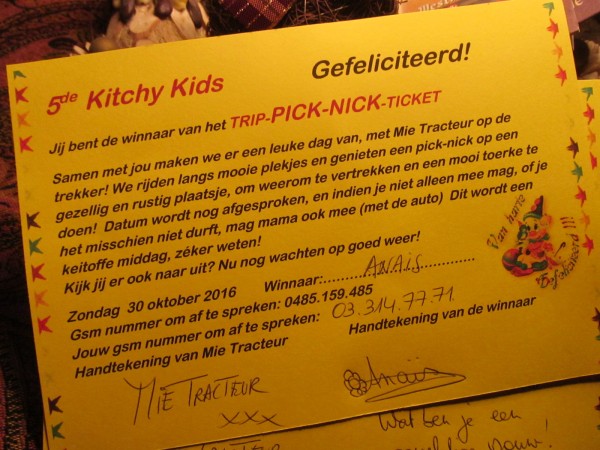 5de Kitchy Kids Gefeliciteerd!
Jij bent de winnaar van het TRIP-PICK-NICK-TICKET
Samen met jou maken we er een leuke dag van, met Mie Tracteur op de
trekker! We rijden langs mooie plekjes en genieten een pick-nick op een
gezellig en rustig plaatsje, om weerom te vertrekken en een mooi toerke te
doen! Datum wordt nog afgesproken, en indien je niet alleen mee mag, of je
het misschien niet durft, mag mama ook mee (met de auto) Dit wordt een
keitoffe middag, zéker weten!
Kijk jij er ook naar uit? Nu nog wachten op goed weer!
Van harte
gefeliciteerd!!!
Zondag 30 oktober 2016 Winnaar:......ANAÏS......
Gsm nummer om af te spreken: 0485.159.485
Jouw gsm nummer om af te spreken: 03.314.77.71
Handtekening van Mie Tracteur Handtekening van de winnaar
MIE TRACTEUR Anaïs
xxx
Wat ben je een
vrouw!